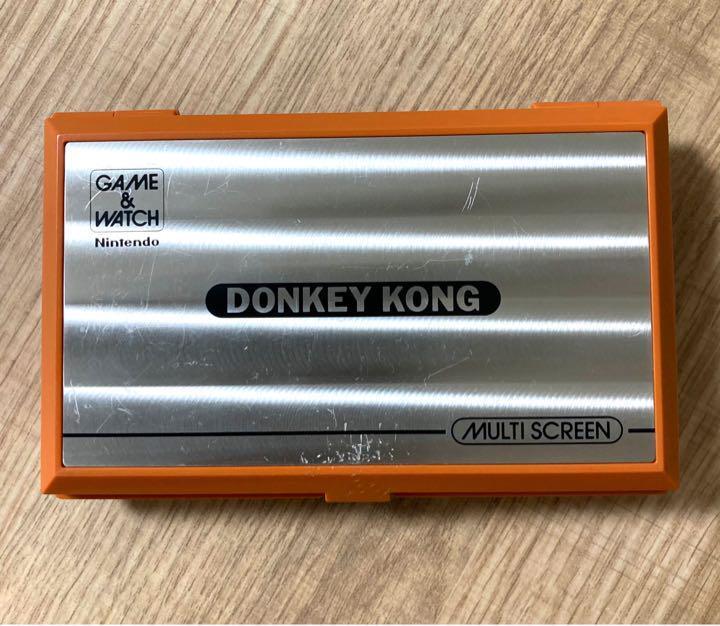 GAME
&
WATCH
Nintendo
DONKEY KONG
MULTI SCREEN